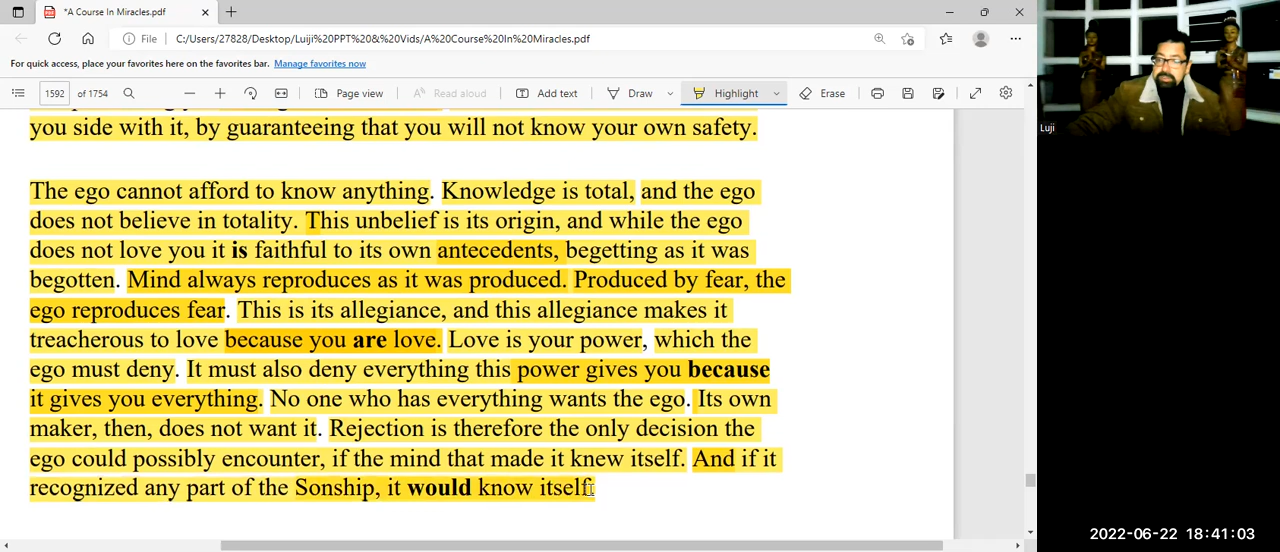 *A Course In Miracles.pdf
File C:/Users/27828/Desktop/Luiji%20PPT%20&%20Vids/A%20Course%20In%20Miracles.pdf
For quick access, place your favorites here on the favorites bar. Manage favorites now
1592 of 1754 Page view Read aloud Add text Draw Highlight Erase
you side with it, by guaranteeing that you will not know your own safety.
The ego cannot afford to know anything. Knowledge is total, and the ego
does not believe in totality. This unbelief is its origin, and while the ego
does not love you it is faithful to its own antecedents, begetting as it was
begotten. Mind always reproduces as it was produced. Produced by fear, the
ego reproduces fear. This is its allegiance, and this allegiance makes it
treacherous to love because you are love. Love is your power, which the
ego must deny. It must also deny everything this power gives you because
it gives you everything. No one who has everything wants the ego. Its own
maker, then, does not want it. Rejection is therefore the only decision the
ego could possibly encounter, if the mind that made it knew itself. And if it
recognized any part of the Sonship, it would know itself.
Luji
2022-06-22 18:41:03